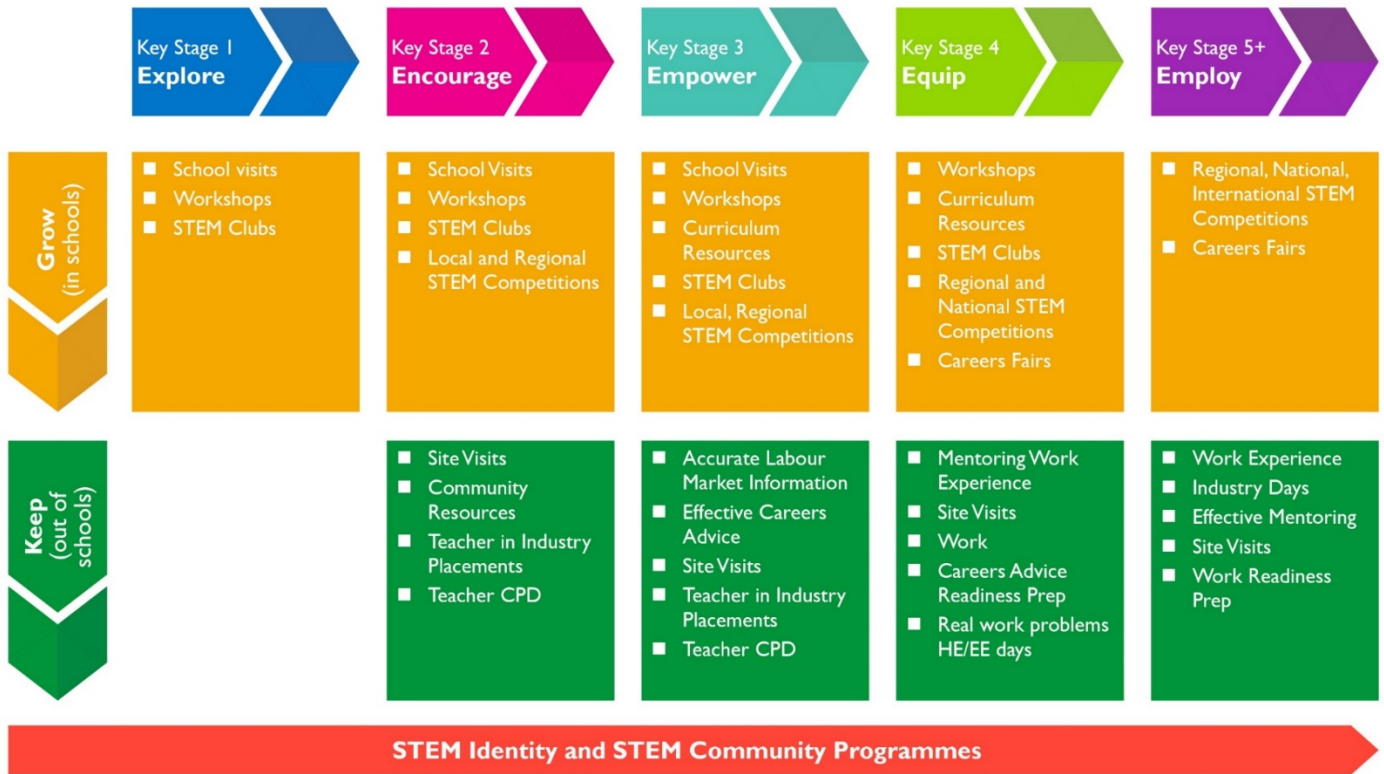 Key Stage 1
Explore
Key Stage 2
Encourage
Key Stage 3
Empower
Key Stage 4
Equip
Key Stage 5+
Employ
Grow
(in schools)
School visits
Workshops
STEM Clubs
School Visits
Workshops
STEM Clubs
Local and Regional
STEM Competitions
School Visits
Workshops
Curriculum
Resources
STEM Clubs
Local, Regional
STEM Competitions
Workshops
Curriculum
Resources
STEM Clubs
Regional and
National STEM
Competitions
Careers Fairs
Regional, National,
International STEM
Competitions
Careers Fairs
Keep
(out of
schools)
Site Visits
Community
Resources
Teacher in Industry
Placements
Teacher CPD
Accurate Labour
Market Information
Effective Careers
Advice
Site Visits
Teacher in Industry
Placements
Teacher CPD
Mentoring Work
Experience
Site Visits
Work
Careers Advice
Readiness Prep
Real work problems
HE/EE days
Work Experience
Industry Days
Effective Mentoring
Site Visits
Work Readiness
Prep
STEM Identity and STEM Community Programmes